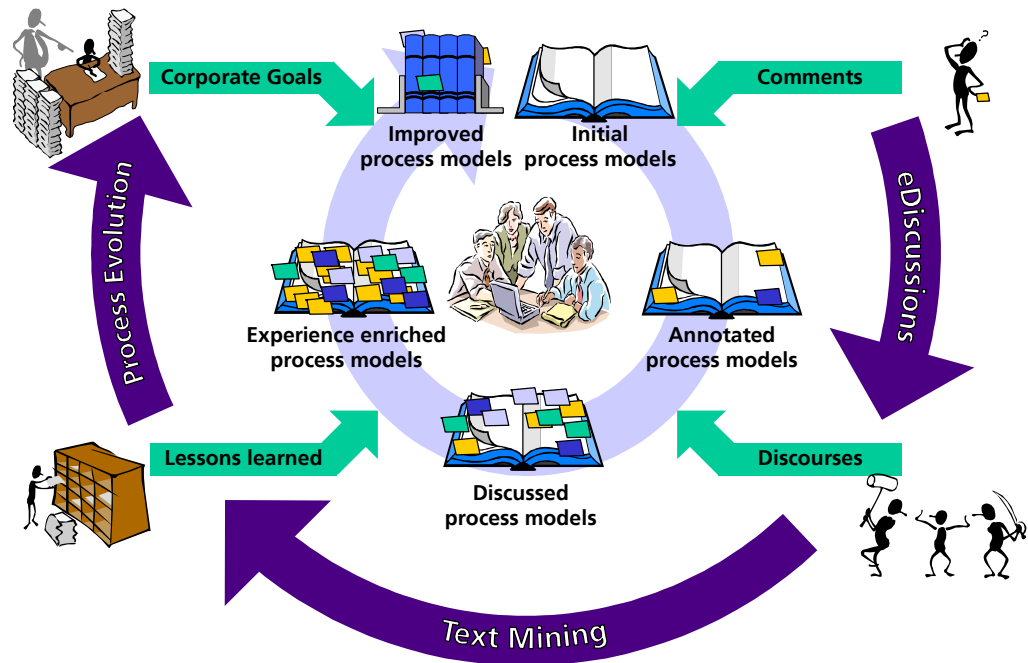 Corporate Goals
Comments
?
Improved
process models
Initial
process models
eDiscussions
Process Evolution
Experience enriched
process models
Annotated
process models
Lessons learned
Discourses
Discussed
process models
Text Mining